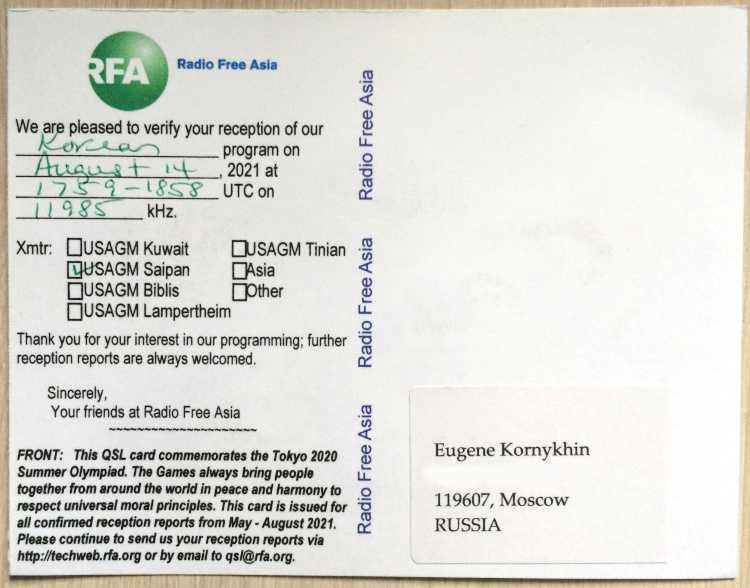 RFA Radio Free Asia
We are pleased to verify your reception of our
Korean program on
August 14, 2021 at
1759-1858 UTC on
11985 kHz.
Xmtr: USAGM Kuwait USAGM Tinian
USAGM Saipan Asia
USAGM Biblis Other
USAGM Lampertheim
Thank you for your interest in our programming; further
reception reports are always welcomed.
Sincerely,
Your friends at Radio Free Asia
~~~~~~~~~~~~~~~~~~~~
FRONT: This QSL card commemorates the Tokyo 2020
Summer Olympiad. The Games always bring people
together from around the world in peace and harmony to
respect universal moral principles. This card is issued for
all confirmed reception reports from May - August 2021.
Please continue to send us your reception reports via
http://techweb.rfa.org or by email to qsl@rfa.org.
Radio Free Asia
Radio Free Asia
Radio Free Asia
Eugene Kornykhin
119607, Moscow
RUSSIA